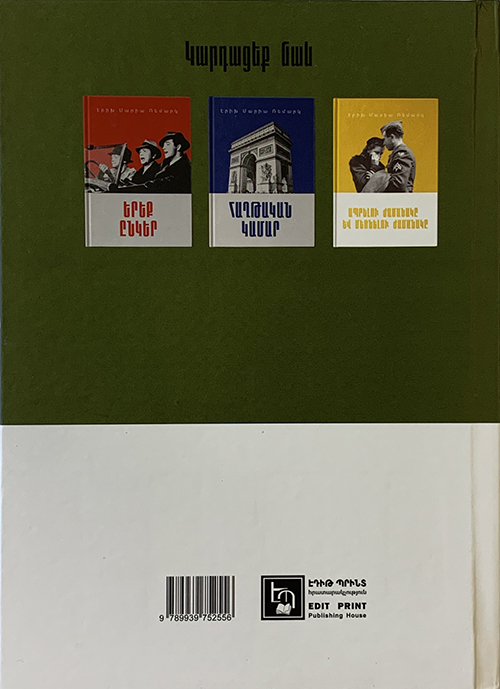 Կարդացեք նաև
ԷՐԻԽ ՄԱՐԻԱ ՌԵՄԱՐԿ
ԵՐԵՔ
ԸՆԿԵՐ
ԷՐԻԽ ՄԱՐԻԱ ՌԵՄԱՐԿ
ՀԱՂԹԱԿԱՆ
ԿԱՄԱՐ
ԷՐԻԽ ՄԱՐԻԱ ՌԵՄԱՐԿ
ԱՊՐԵԼՈՒ ԺԱՄԱՆԱԿԸ
ԵՎ ՄԵՌՆԵԼՈՒ ԺԱՄԱՆԱԿԸ
9 789939 752556
ԷՊ
ԷԴԻԹ ՊՐԻՆՏ
հրատարակչություն
EDIT PRINT
Publishing House